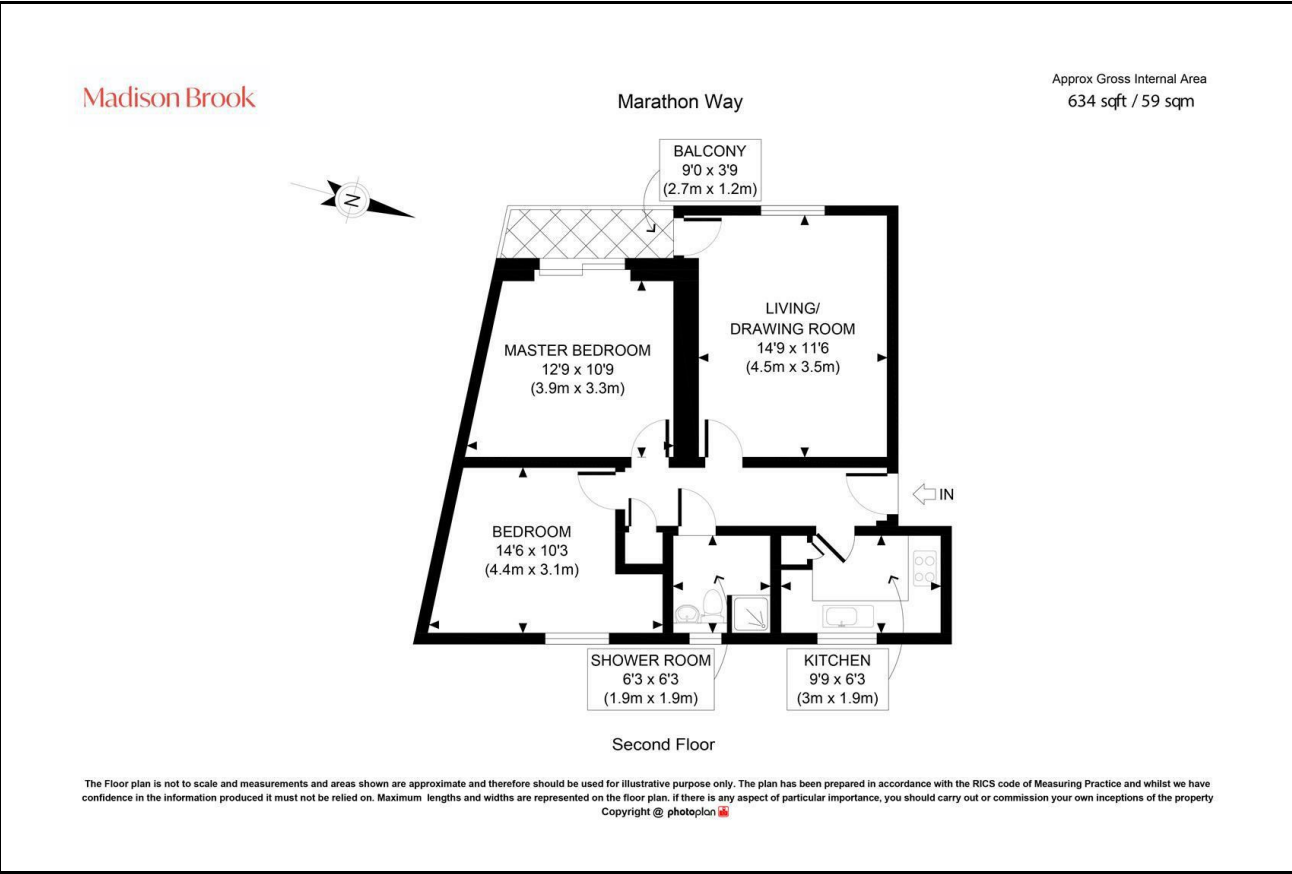 Madison Brook
Marathon Way
Approx Gross Internal Area
634 sqft / 59 sqm
BALCONY
9'0 x 3'9
(2.7m x 1.2m)
N
LIVING/
DRAWING ROOM
14'9 x 11'6
(4.5m x 3.5m)
MASTER BEDROOM
12'9 x 10'9
(3.9m x 3.3m)
IN
BEDROOM
14'6 x 10'3
(4.4m x 3.1m)
SHOWER ROOM
6'3 x 6'3
(1.9m x 1.9m)
KITCHEN
9'9 x 6'3
(3m x 1.9m)
Second Floor
The Floor plan is not to scale and measurements and areas shown are approximate and therefore should be used for illustrative purpose only. The plan has been prepared in accordance with the RICS code of Measuring Practice and whilst we have
confidence in the information produced it must not be relied on. Maximum lengths and widths are represented on the floor plan. if there is any aspect of particular importance, you should carry out or commission your own inceptions of the property
Copyright @ photoplan